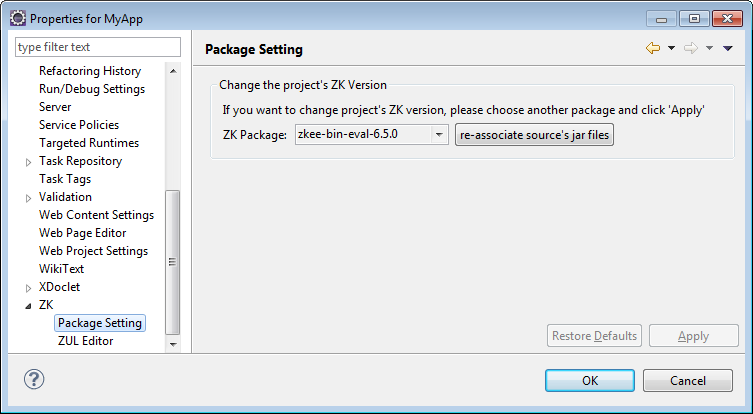 Properties for MyApp
type filter text
Refactoring History
Run/Debug Settings
Server
Service Policies
Targeted Runtimes
Task Repository
Task Tags
Validation
Web Content Settings
Web Page Editor
Web Project Settings
WikiText
XDoclet
ZK
Package Setting
ZUL Editor
Package Setting
Change the project's ZK Version
If you want to change project's ZK version, please choose another package and click 'Apply'
ZK Package: zkee-bin-eval-6.5.0 re-associate source's jar files
Restore Defaults Apply
? OK Cancel